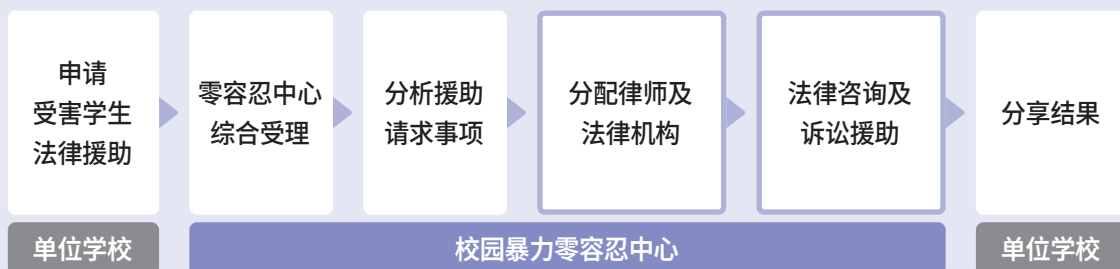 申请
受害学生
法律援助
零容忍中心
综合受理
分析援助
请求事项
分配律师及
法律机构
法律咨询及
诉讼援助
分享结果
单位学校
校园暴力零容忍中心
单位学校